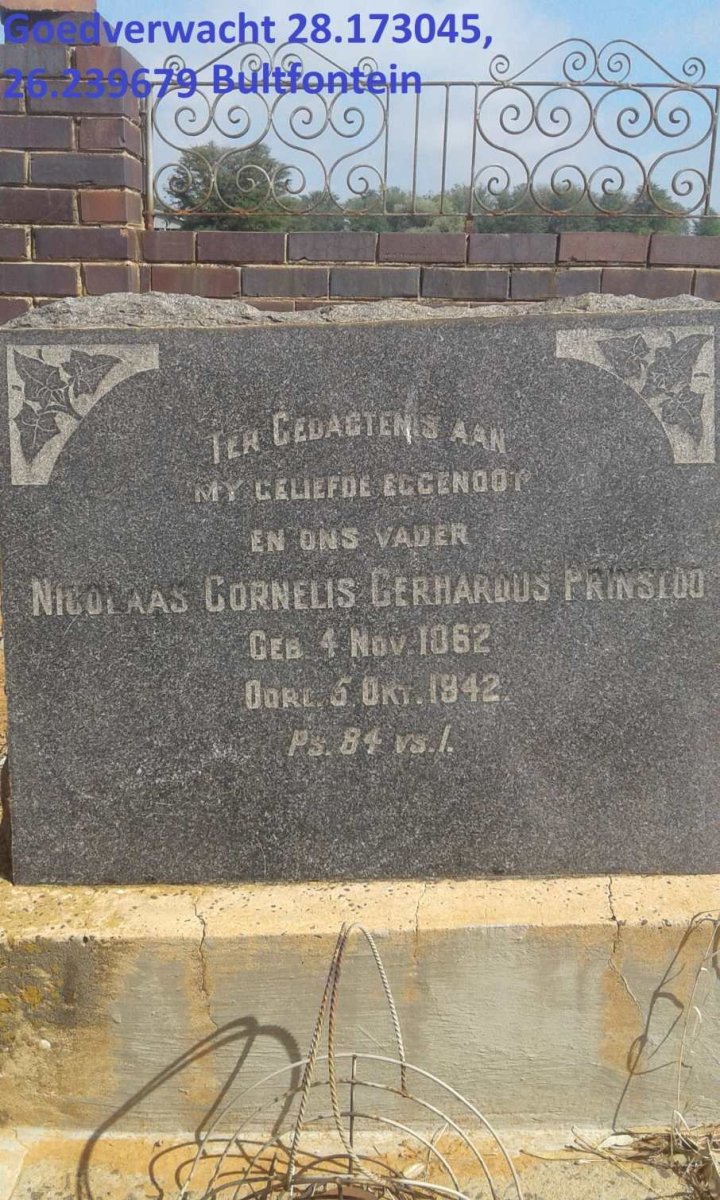 Goedverwacht 28.173045,
26.239679 Bultfontein
TER GEDAGTENIS AAN
MY GELIEFDE EGGENOOT
EN ONS VADER
NICOLAAS CORNELIS GERHARDUS PRINSLOO
GEB. 4 NOV. 1862
OORL. 5 OKT. 1942.
Ps. 84 vs. 1.